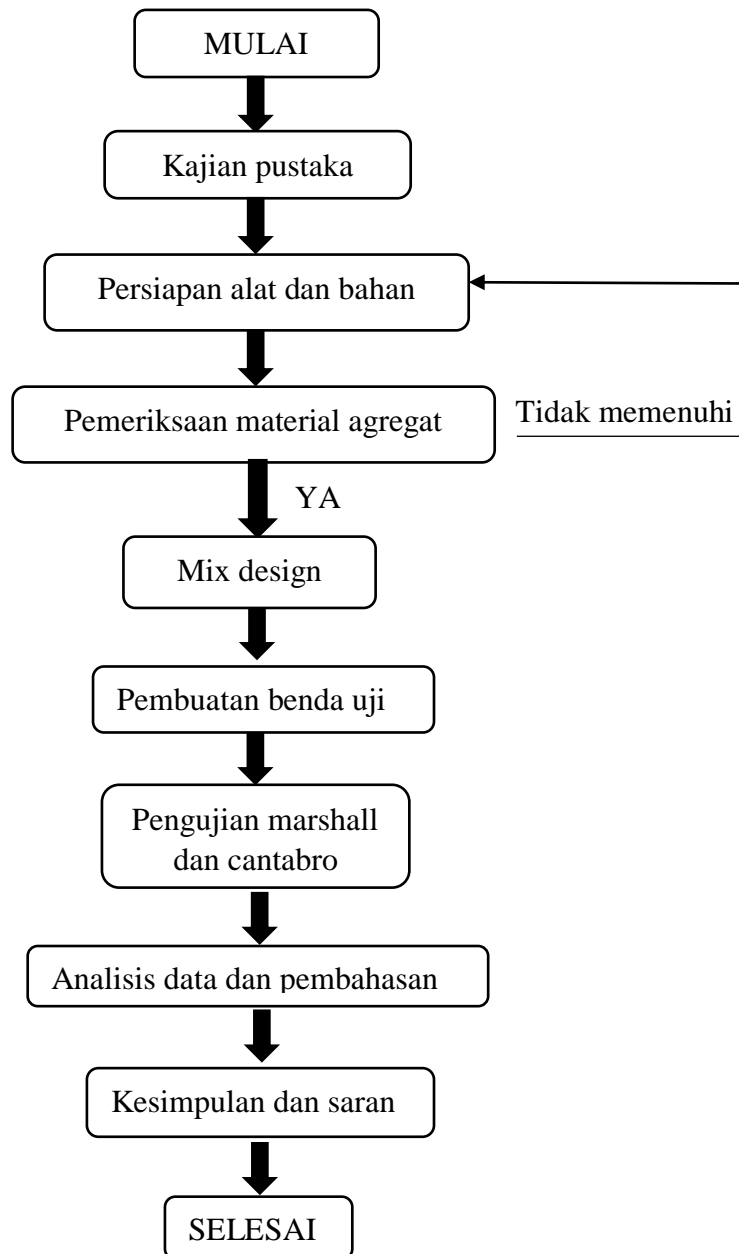 MULAI
Kajian pustaka
Persiapan alat dan bahan
Pemeriksaan material agregat
Tidak memenuhi
YA
Mix design
Pembuatan benda uji
Pengujian marshall
dan cantabro
Analisis data dan pembahasan
Kesimpulan dan saran
SELESAI